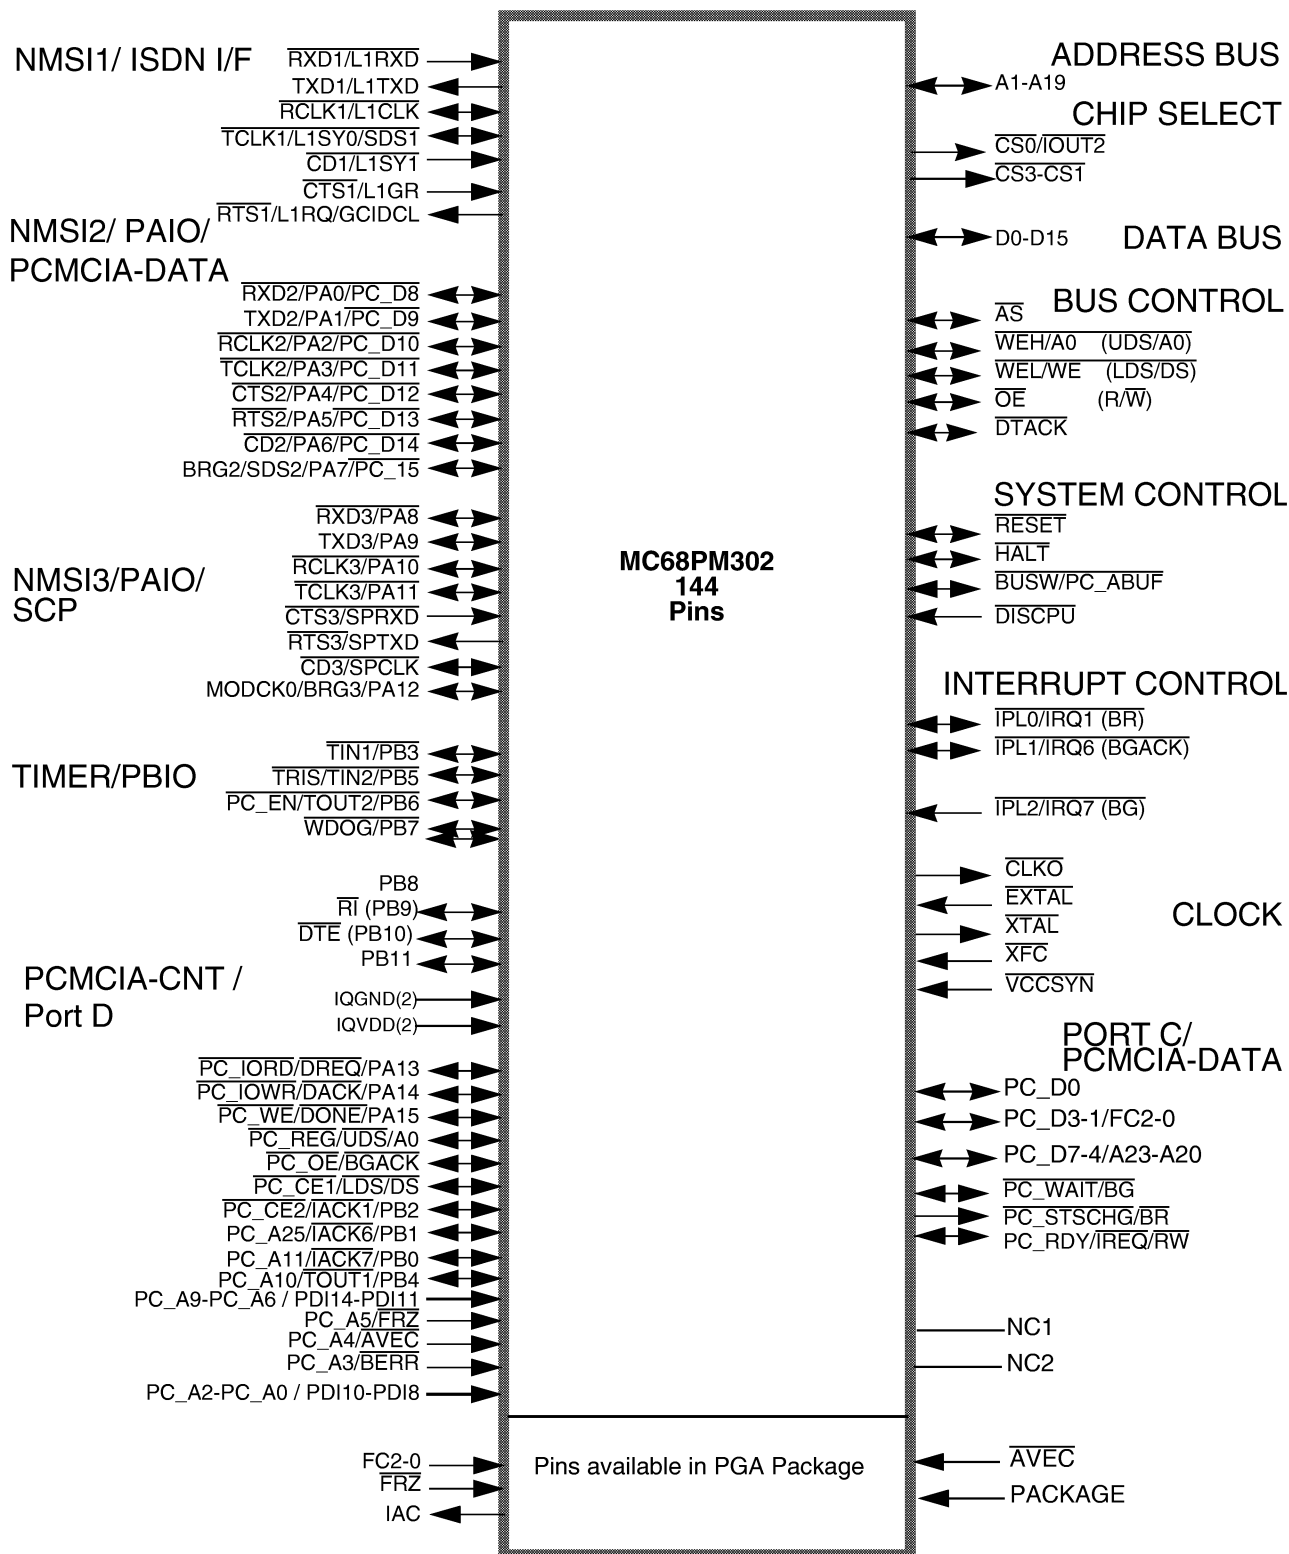 NMSI1/ ISDN I/F
RXD1/L1RXD
TXD1/L1TXD
RCLK1/L1CLK
TCLK1/L1SY0/SDS1
CD1/L1SY1
CTS1/L1GR
RTS1/L1RQ/GCIDCL
NMSI2/ PAIO/
PCMCIA-DATA
RXD2/PA0/PC_D8
TXD2/PA1/PC_D9
RCLK2/PA2/PC_D10
TCLK2/PA3/PC_D11
CTS2/PA4/PC_D12
RTS2/PA5/PC_D13
CD2/PA6/PC_D14
BRG2/SDS2/PA7/PC_15
RXD3/PA8
TXD3/PA9
RCLK3/PA10
TCLK3/PA11
NMSI3/PAIO/
SCP
CTS3/SPRXD
RTS3/SPTXD
CD3/SPCLK
MODCK0/BRG3/PA12
TIN1/PB3
TRIS/TIN2/PB5
TIMER/PBIO
PC_EN/TOUT2/PB6
WDOG/PB7
PB8
RI (PB9)
DTE (PB10)
PB11
PCMCIA-CNT /
Port D
IQGND(2)
IQVDD(2)
PC_IORD/DREQ/PA13
PC_IOWR/DACK/PA14
PC_WE/DONE/PA15
PC_REG/UDS/A0
PC_OE/BGACK
PC_CE1/LDS/DS
PC_CE2/IACK1/PB2
PC_A25/IACK6/PB1
PC_A11/IACK7/PB0
PC_A10/TOUT1/PB4
PC_A9-PC_A6 / PDI14-PDI11
PC_A5/FRZ
PC_A4/AVEC
PC_A3/BERR
PC_A2-PC_A0 / PDI10-PDI8
FC2-0
FRZ
IAC
MC68PM302
144
Pins
Pins available in PGA Package
ADDRESS BUS
A1-A19
CHIP SELECT
CS0/IOUT2
CS3-CS1
D0-D15 DATA BUS
BUS CONTROL
AS
WEH/A0 (UDS/A0)
WEL/WE (LDS/DS)
OE (R/W)
DTACK
SYSTEM CONTROL
RESET
HALT
BUSW/PC_ABUF
DISCPU
INTERRUPT CONTROL
IPL0/IRQ1 (BR)
IPL1/IRQ6 (BGACK)
IPL2/IRQ7 (BG)
CLKO
EXTAL
CLOCK
XTAL
XFC
VCCSYN
PORT C/
PCMCIA-DATA
PC_D0
PC_D3-1/FC2-0
PC_D7-4/A23-A20
PC_WAIT/BG
PC_STSCHG/BR
PC_RDY/IREQ/RW
NC1
NC2
AVEC
PACKAGE